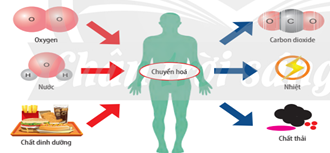 O
O
Oxygen
H
O
H
Nước
Chất dinh dưỡng
Chuyển hoá
O
C
O
Carbon dioxide
Nhiệt
Chất thải